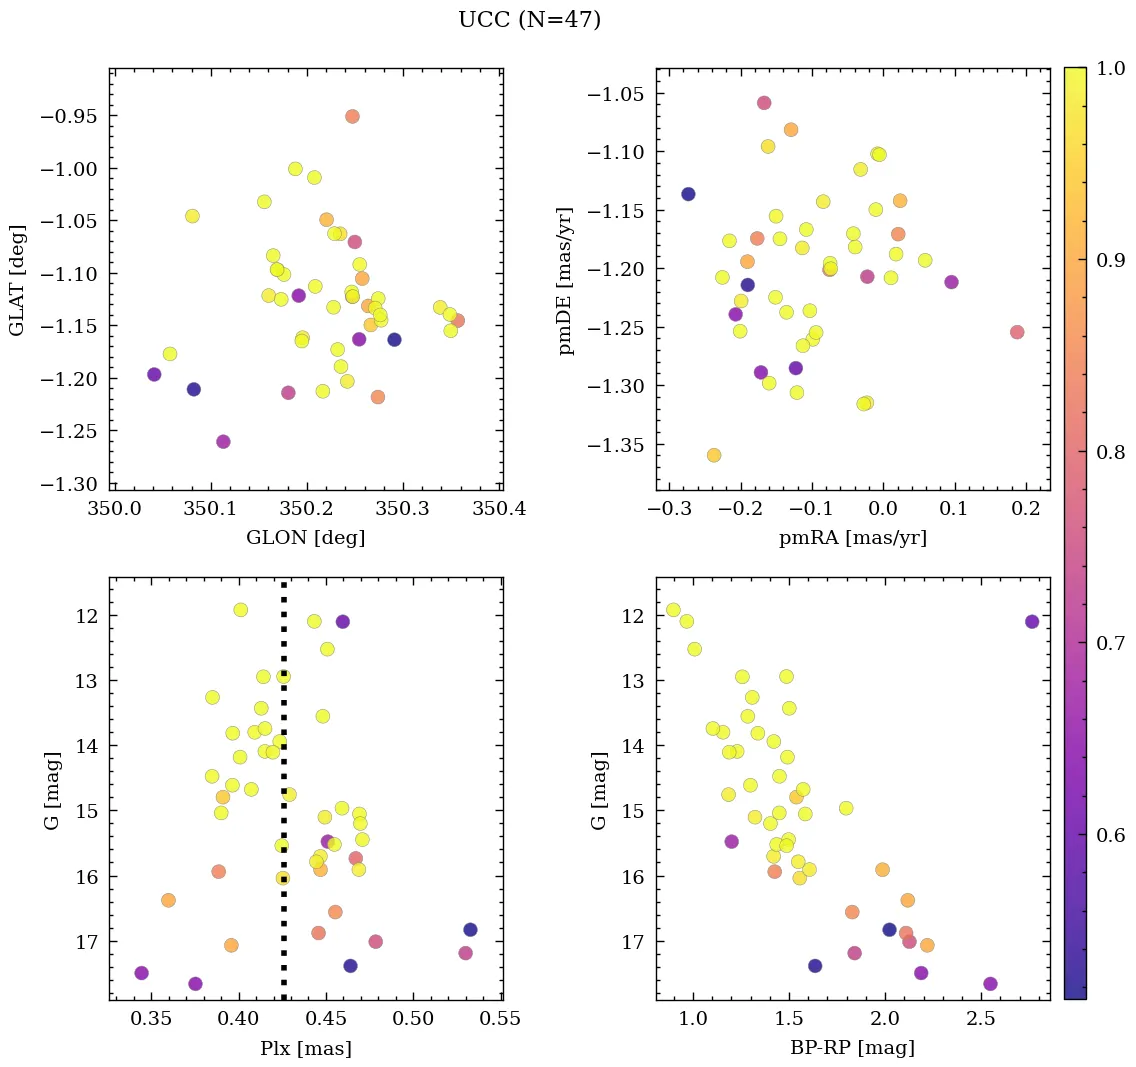 UCC (N=47)
−0.95
−1.00
−1.05
−1.10
−1.15
−1.20
−1.25
−1.30
GLAT [deg]
350.0 350.1 350.2 350.3 350.4
GLON [deg]
−1.05
−1.10
−1.15
−1.20
−1.25
−1.30
−1.35
pmDE [mas/yr]
−0.3 −0.2 −0.1 0.0 0.1 0.2
pmRA [mas/yr]
12
13
14
15
16
17
G [mag]
0.35 0.40 0.45 0.50 0.55
Plx [mas]
12
13
14
15
16
17
G [mag]
1.0 1.5 2.0 2.5
BP-RP [mag]
1.0
0.9
0.8
0.7
0.6